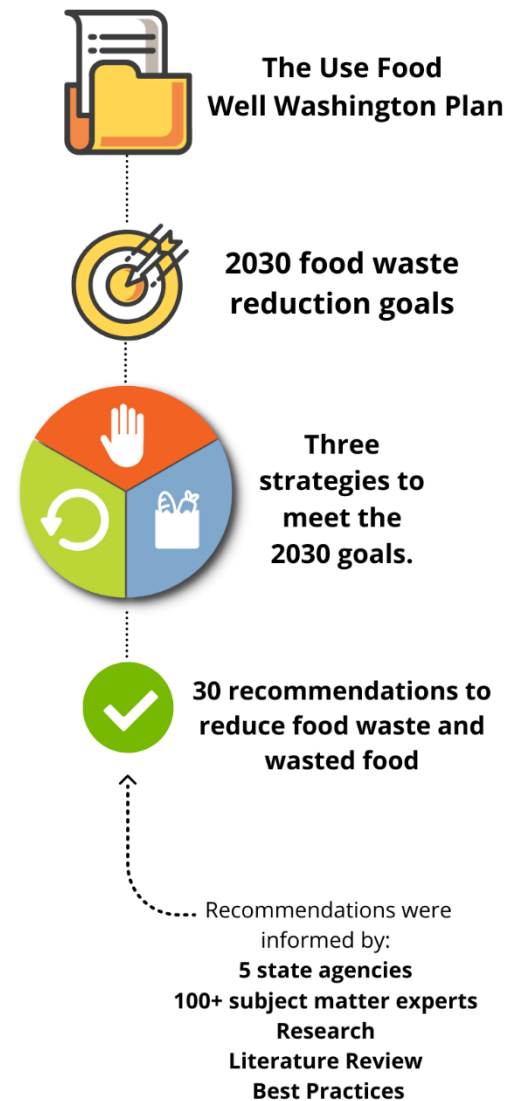 The Use Food
Well Washington Plan
2030 food waste
reduction goals
Three
strategies to
meet the
2030 goals.
30 recommendations to
reduce food waste and
wasted food
Recommendations were
informed by:
5 state agencies
100+ subject matter experts
Research
Literature Review
Best Practices